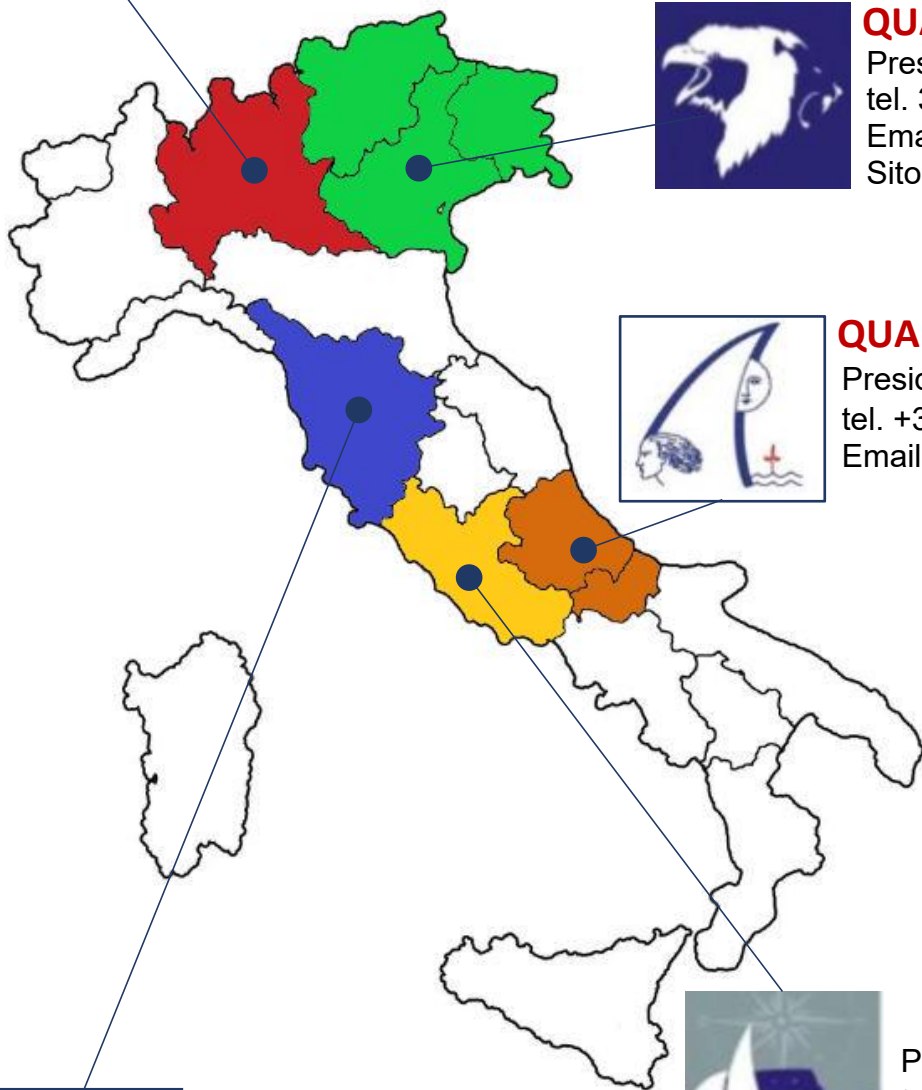 QUA
Pres
tel. 3
Ema
Sito
QUA
Presid
tel. +3
Email
P